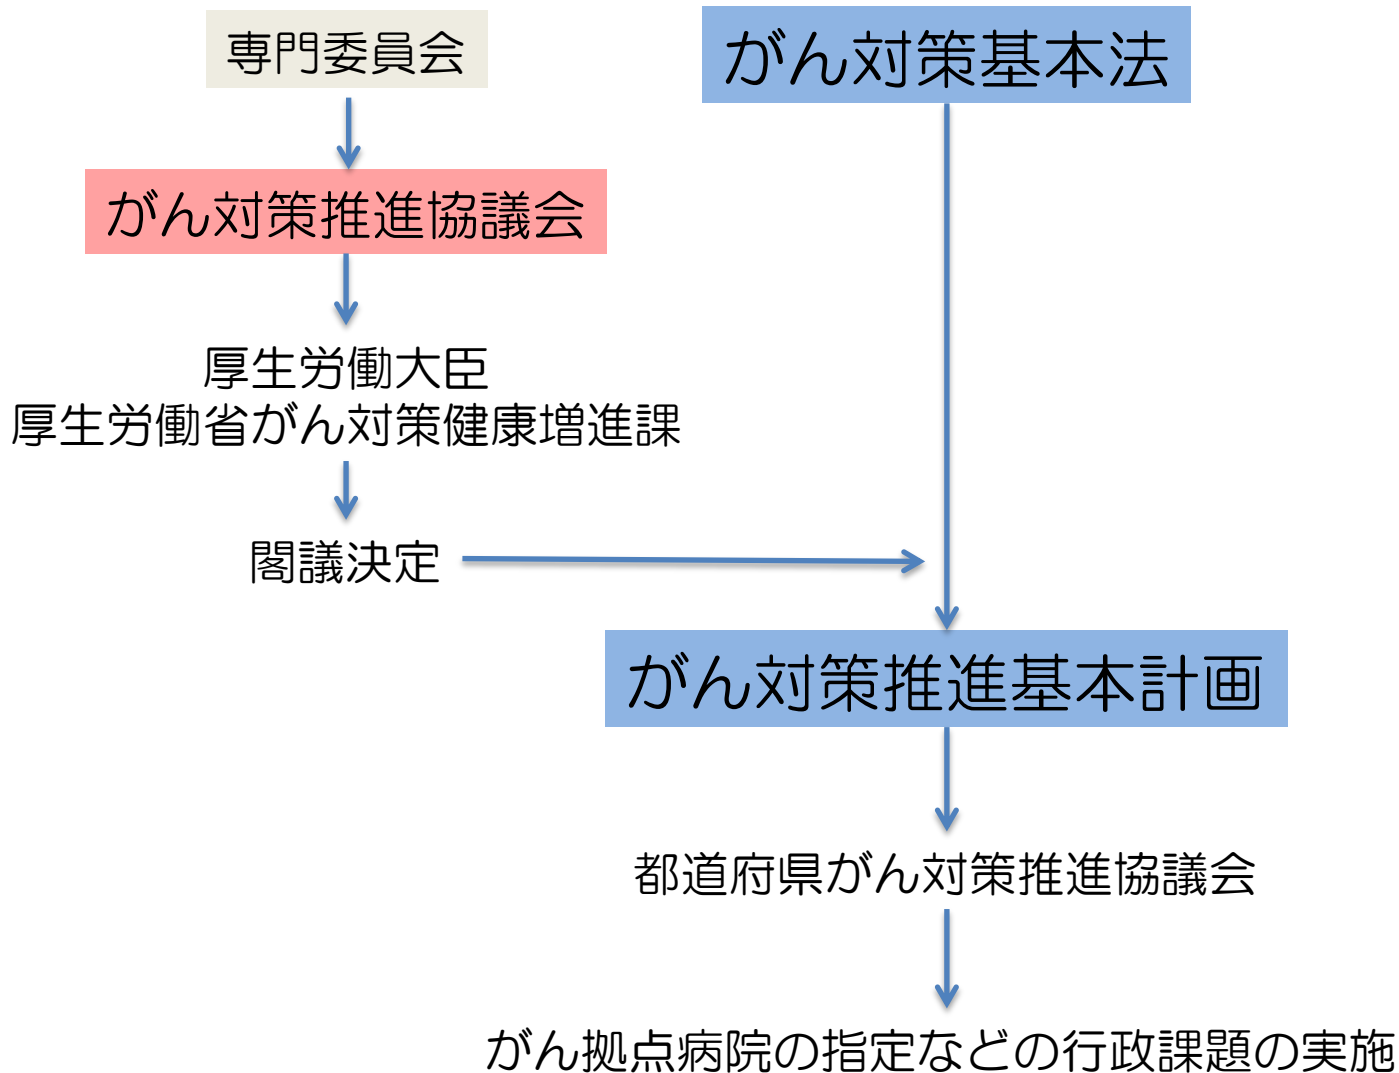 専門委員会
がん対策基本法
がん対策推進協議会
厚生労働大臣
厚生労働省がん対策健康増進課
閣議決定
がん対策推進基本計画
都道府県がん対策推進協議会
がん拠点病院の指定などの行政課題の実施